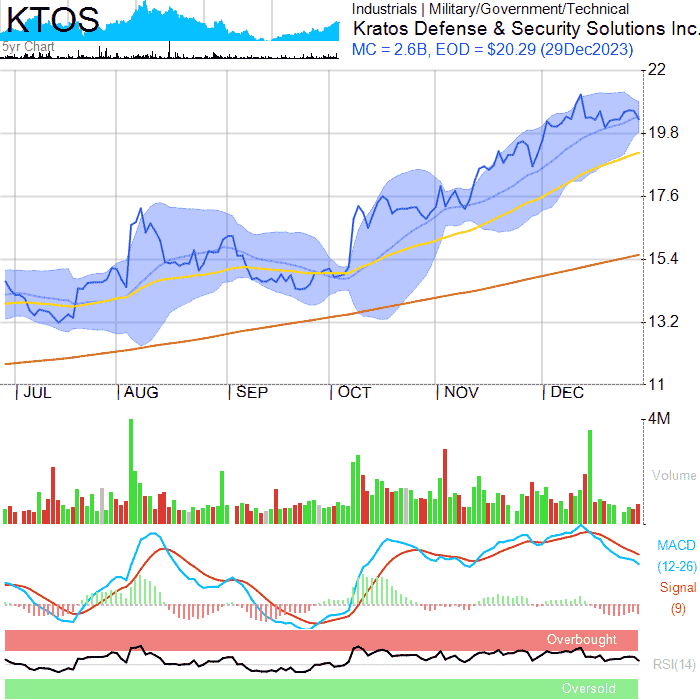 KTOS
5yr Chart
Industrials | Military/Government/Technical
Kratos Defense & Security Solutions Inc.
MC = 2.6B, EOD = $20.29 (29Dec2023)
22
19.8
17.6
15.4
13.2
11
JUL AUG SEP OCT NOV DEC
4M
Volume
MACD
(12-26)
Signal
(9)
Overbought
RSI(14)
Oversold